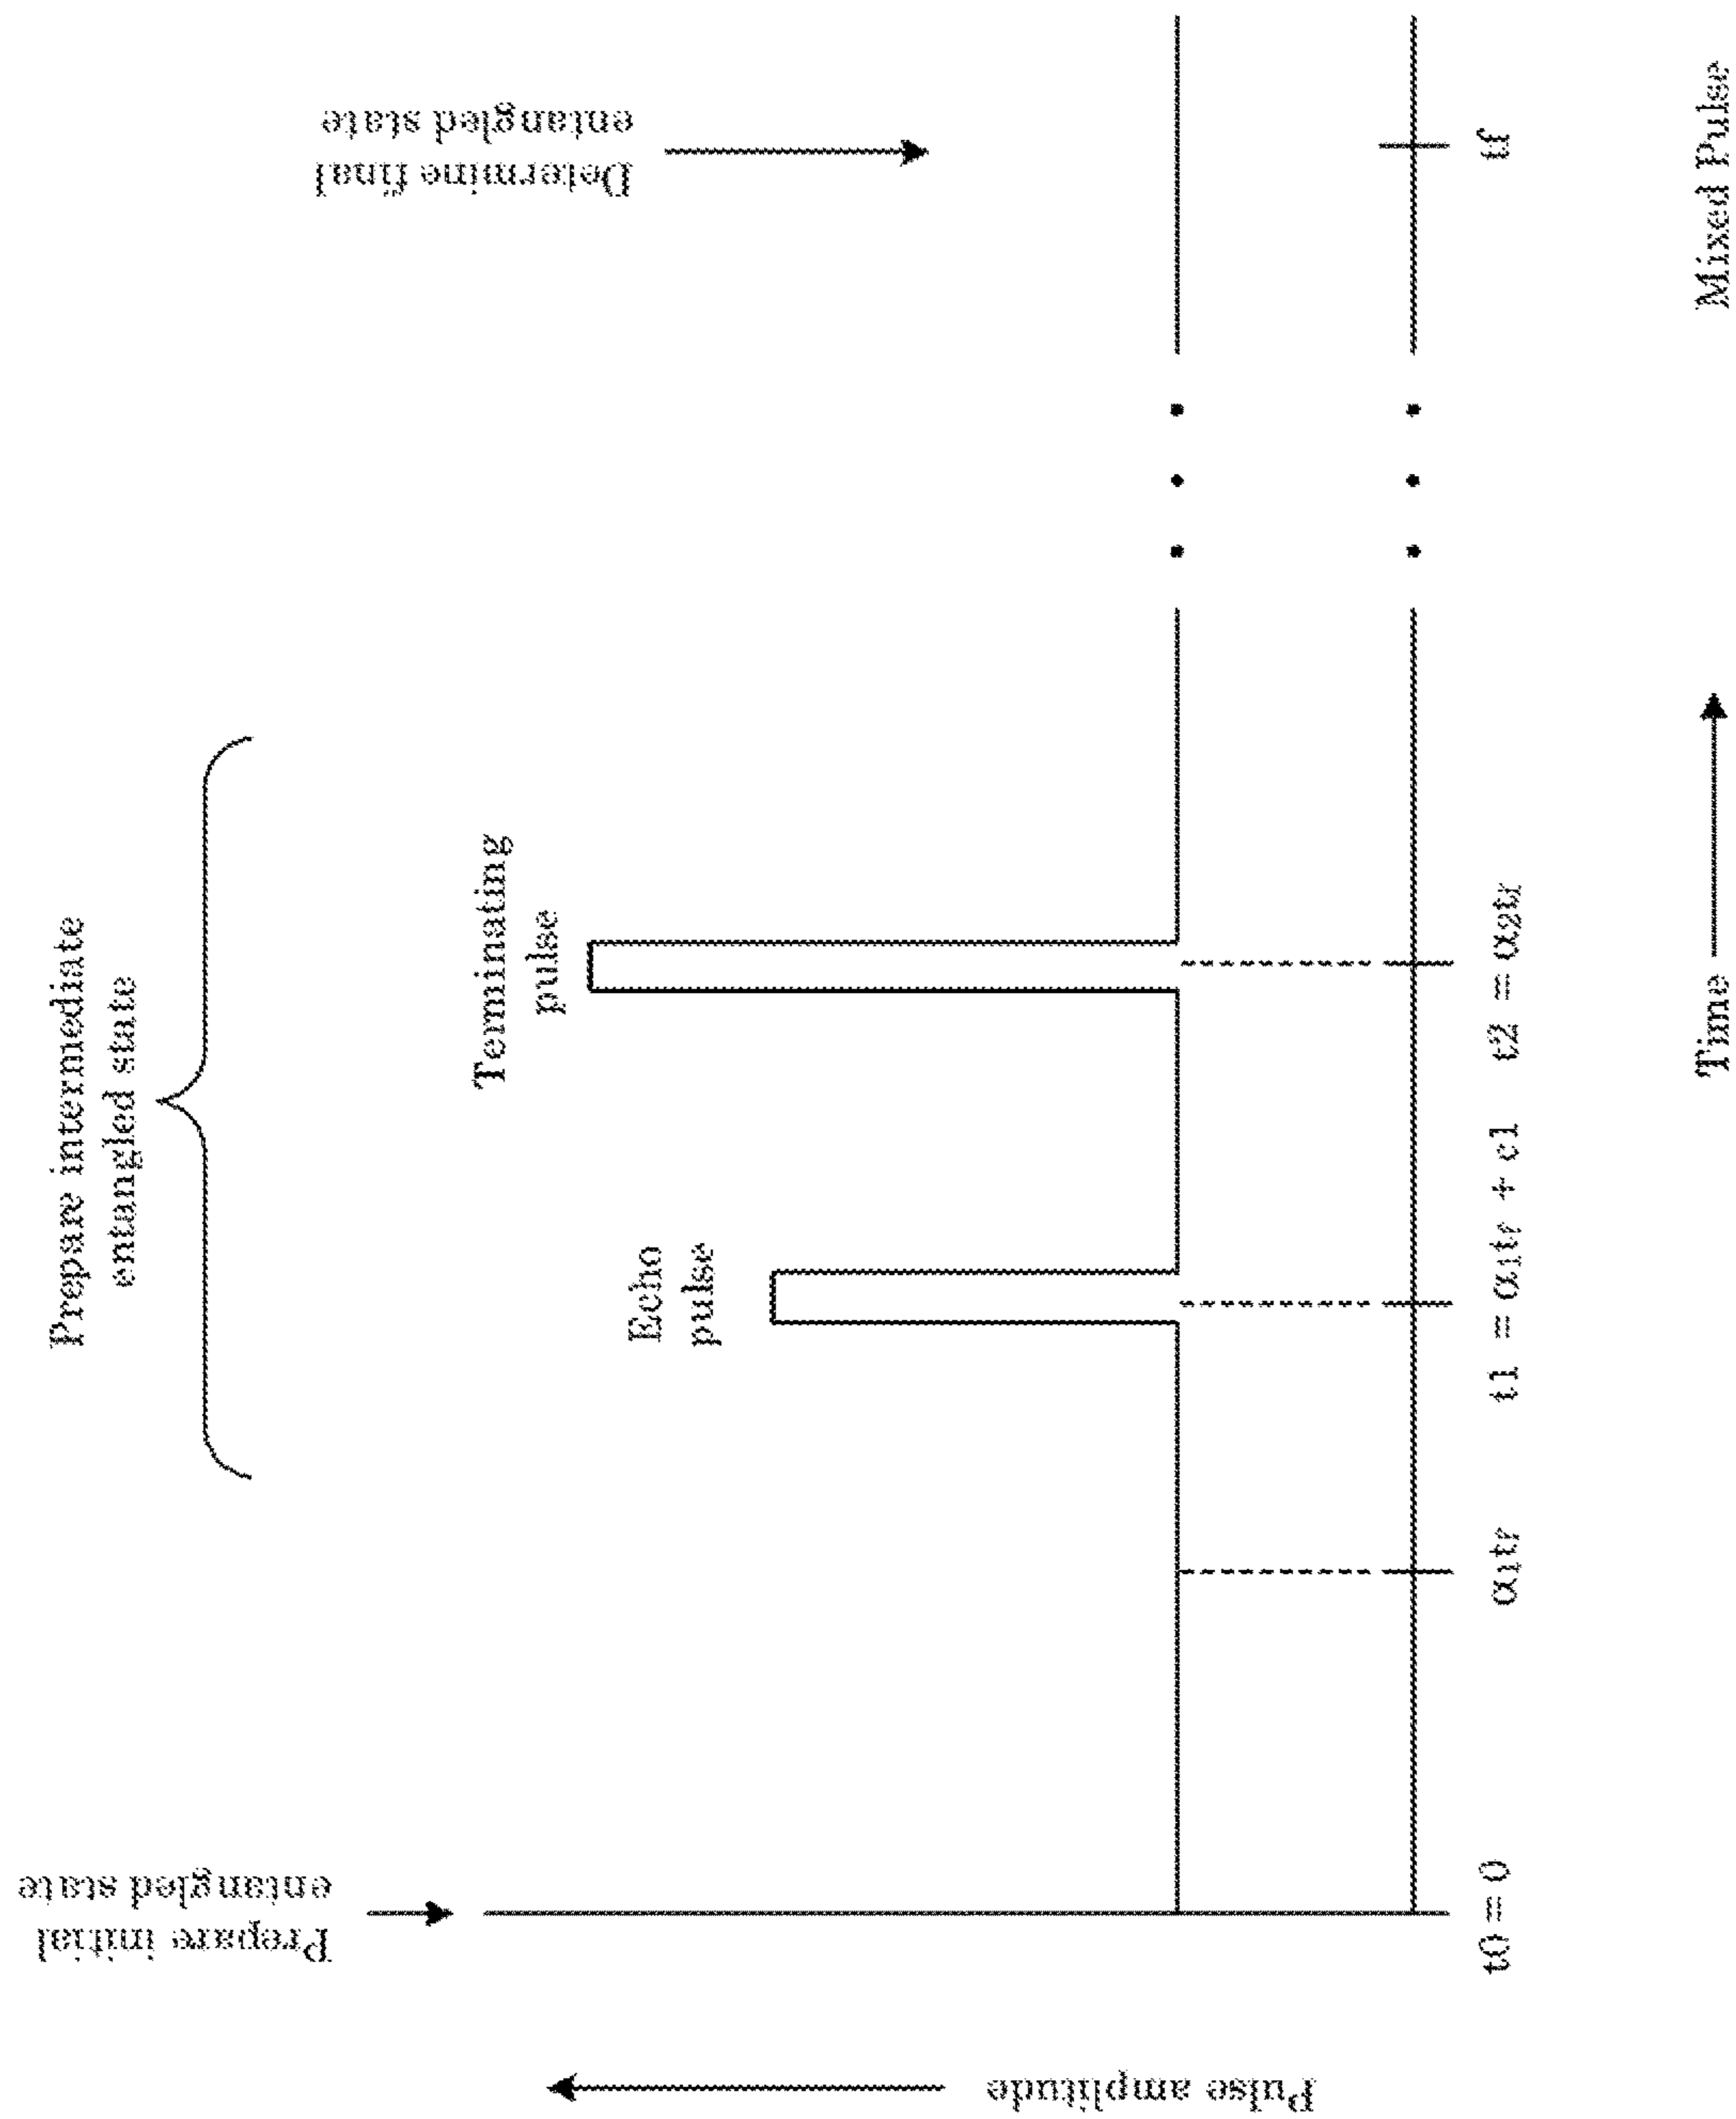 Prepare intermediate
entangled state
Prepare initial
entangled state
Determine final
entangled state
Terminating
pulse
Echo
pulse
Pulse amplitude
t0 = 0
α₁tf
t1 = α₁tf + c1
t2 = α₂tf
tf
Time
Mixed Pulse